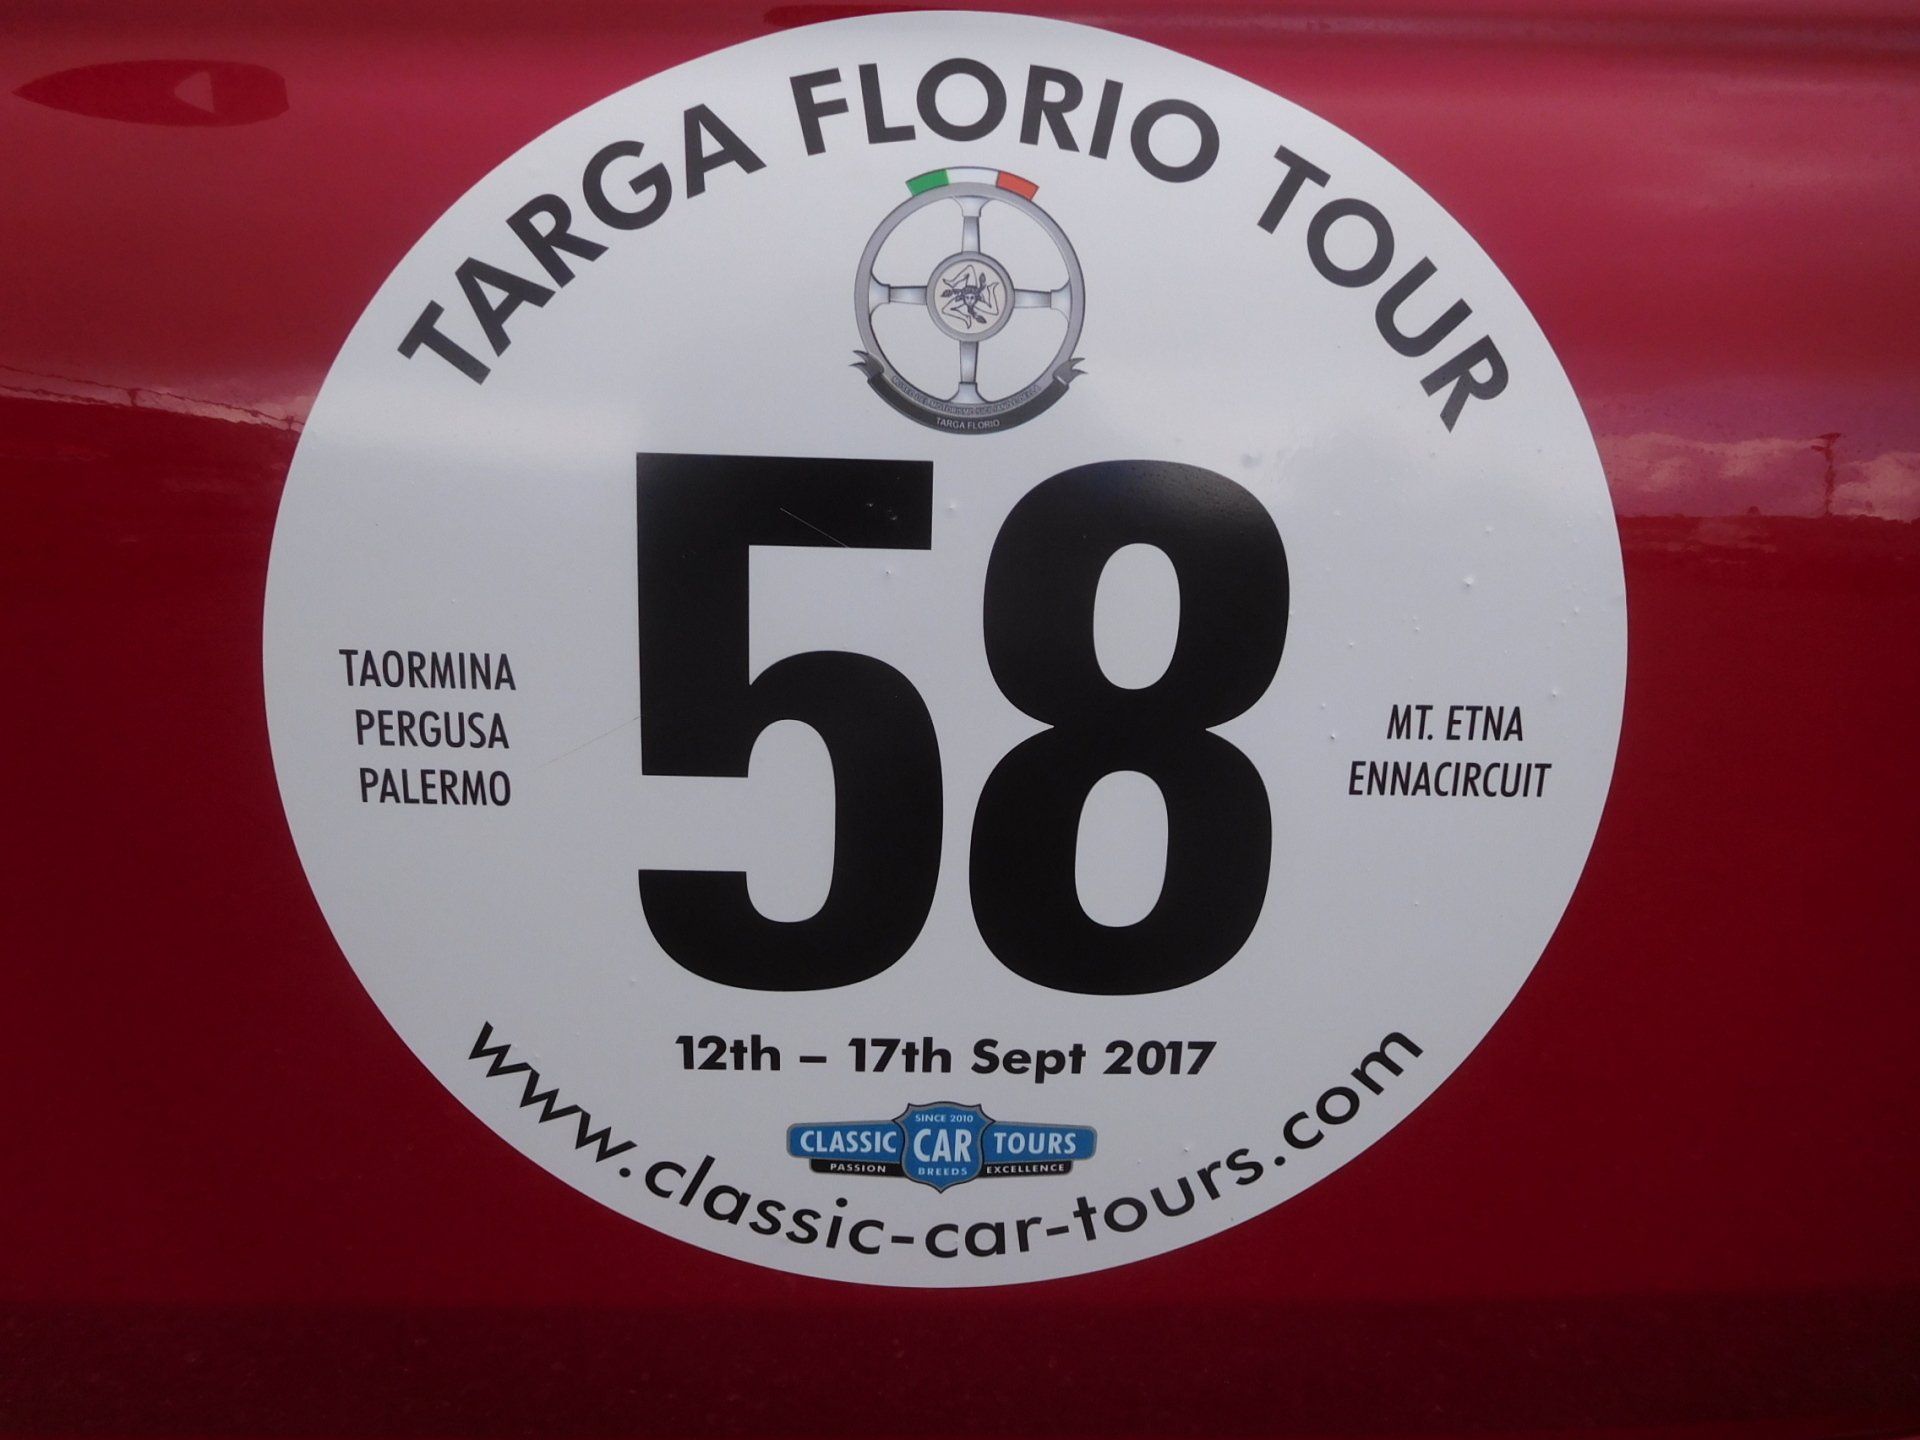 TARGA FLORIO TOUR
TARGA FLORIO
58
TAORMINA
PERGUSA
PALERMO
MT. ETNA
ENNACIRCUIT
12th – 17th Sept 2017
SINCE 2010
CLASSIC CAR TOURS
PASSION BREEDS EXCELLENCE
www.classic-car-tours.com